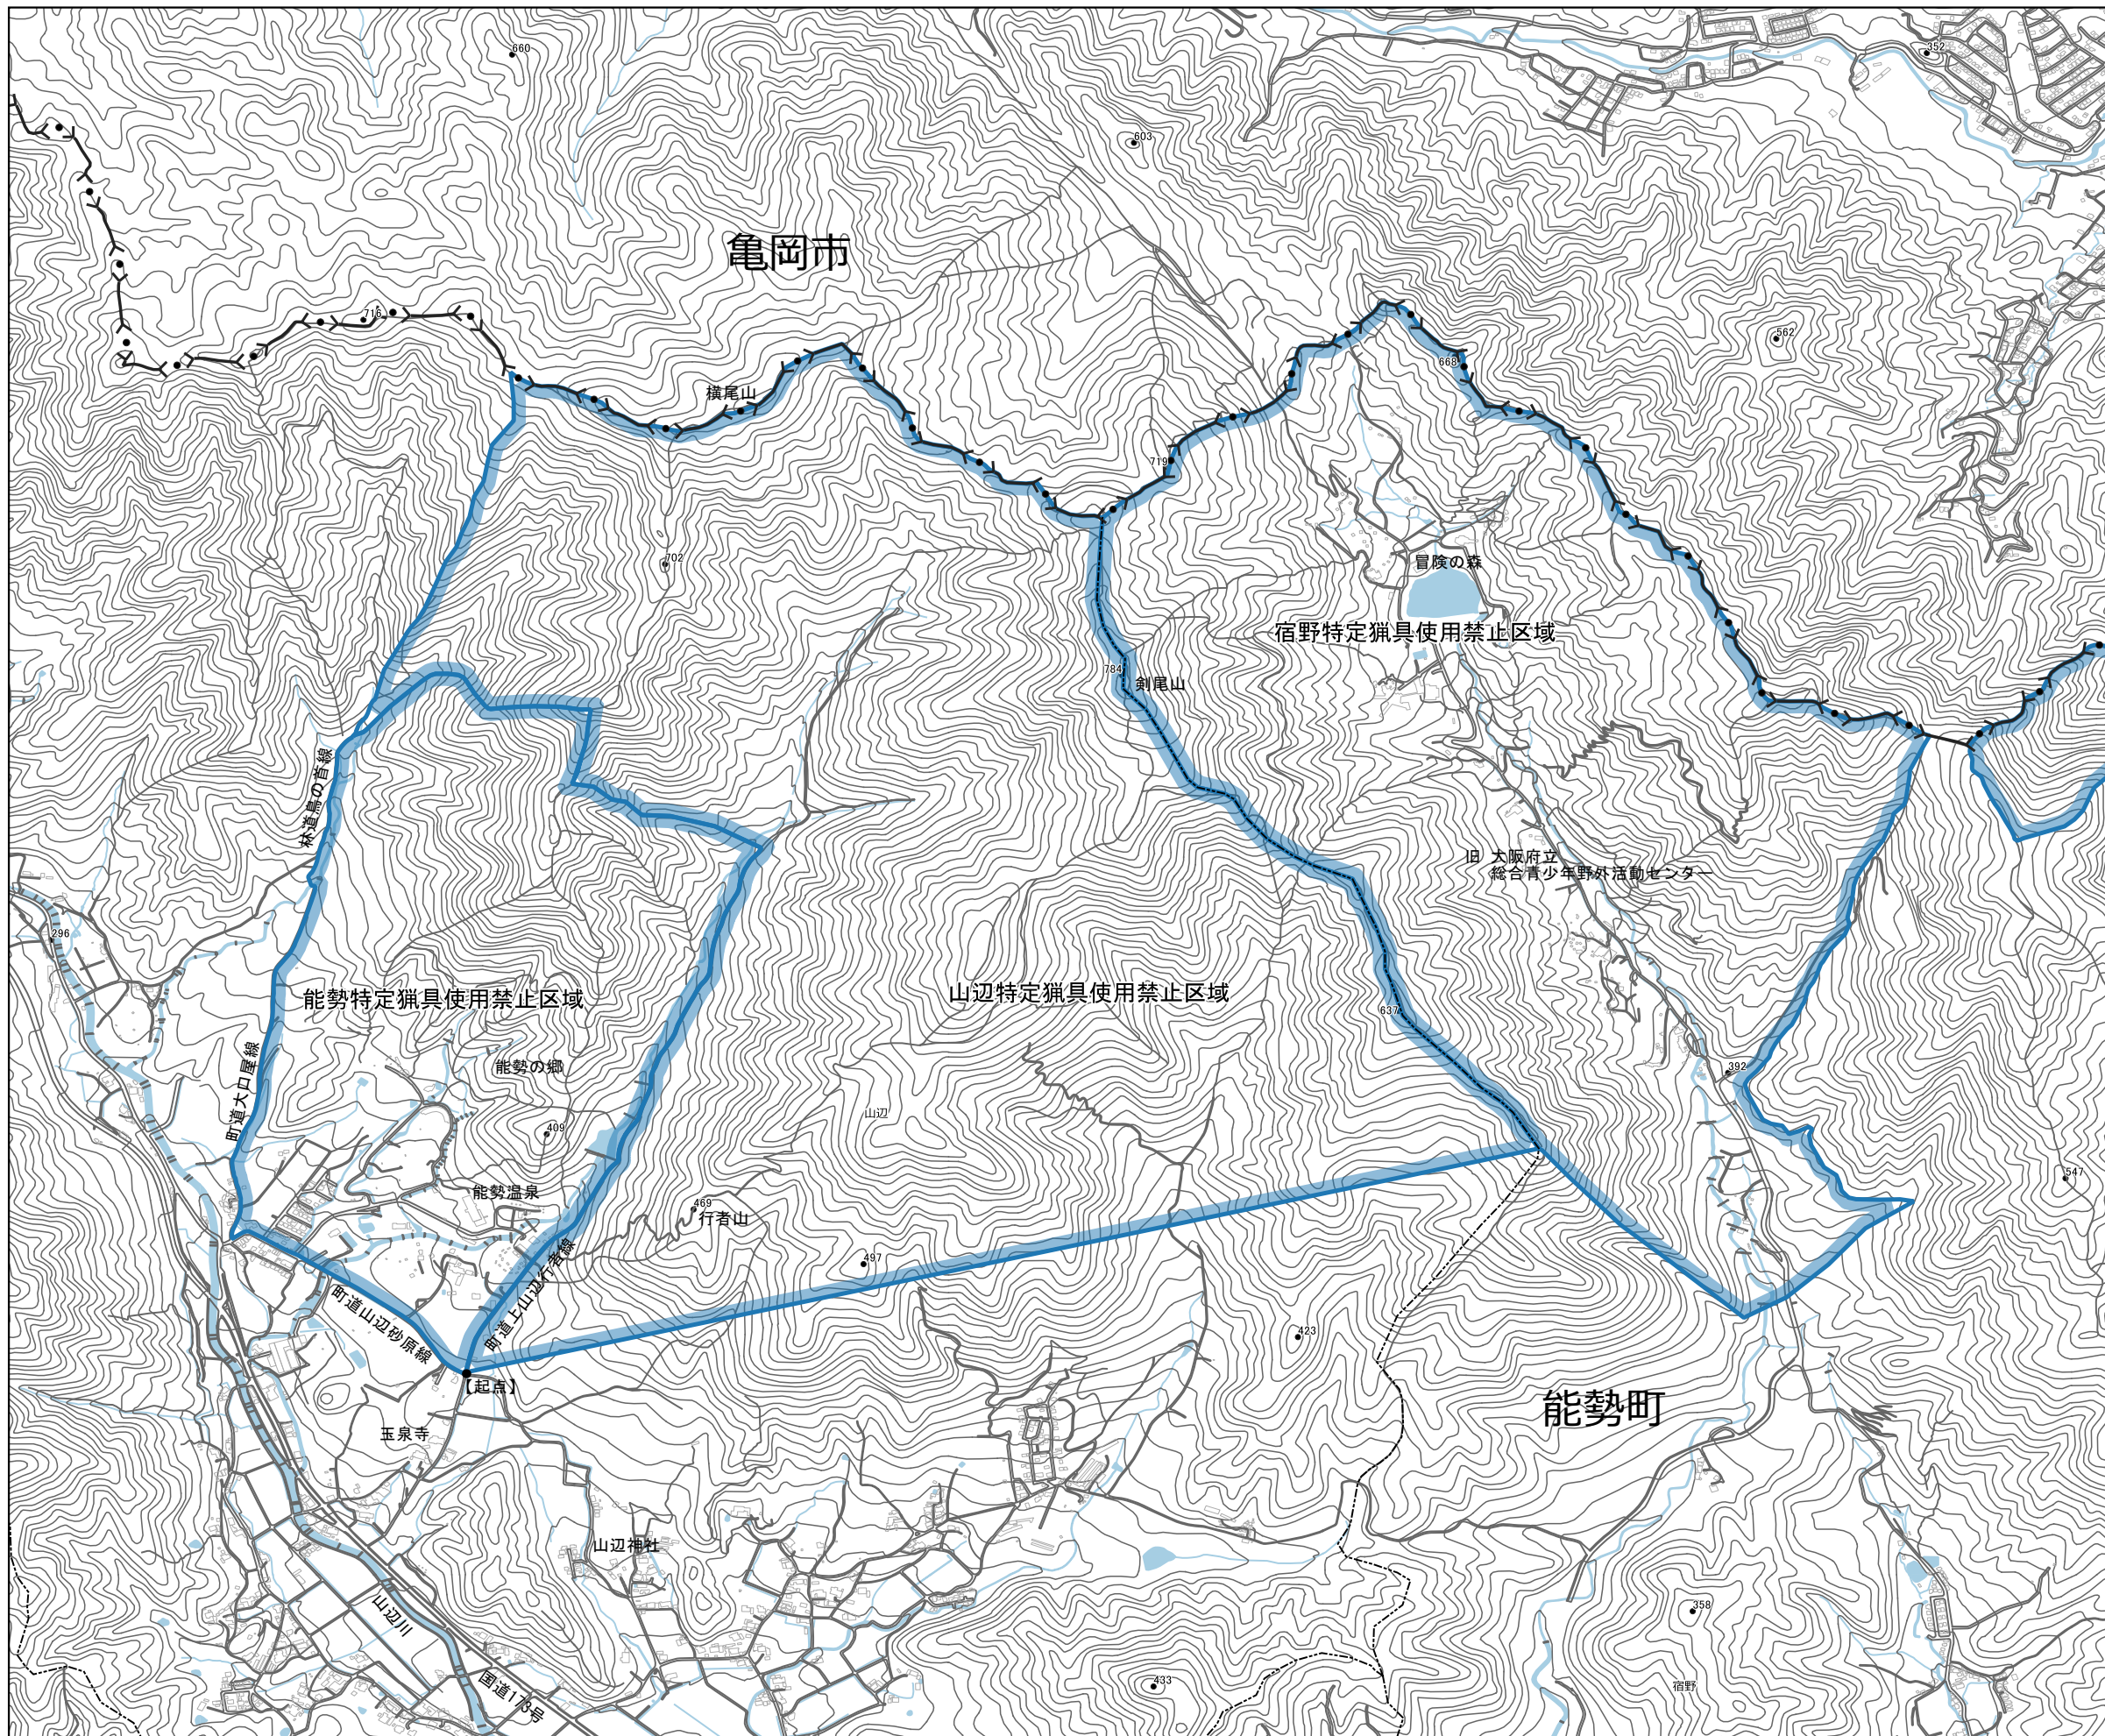 660
352
603
亀岡市
716
562
668
横尾山
719
702
冒険の森
宿野特定猟具使用禁止区域
784
剣尾山
林道鳥の首線
旧 大阪府立
総合青少年野外活動センター
296
山辺特定猟具使用禁止区域
能勢特定猟具使用禁止区域
637
能勢の郷
392
町道大口屋線
山辺
409
547
能勢温泉
469
行者山
497
町道上山辺行者線
町道山辺砂原線
423
【起点】
能勢町
玉泉寺
山辺神社
山辺川
358
433
宿野
国道173号